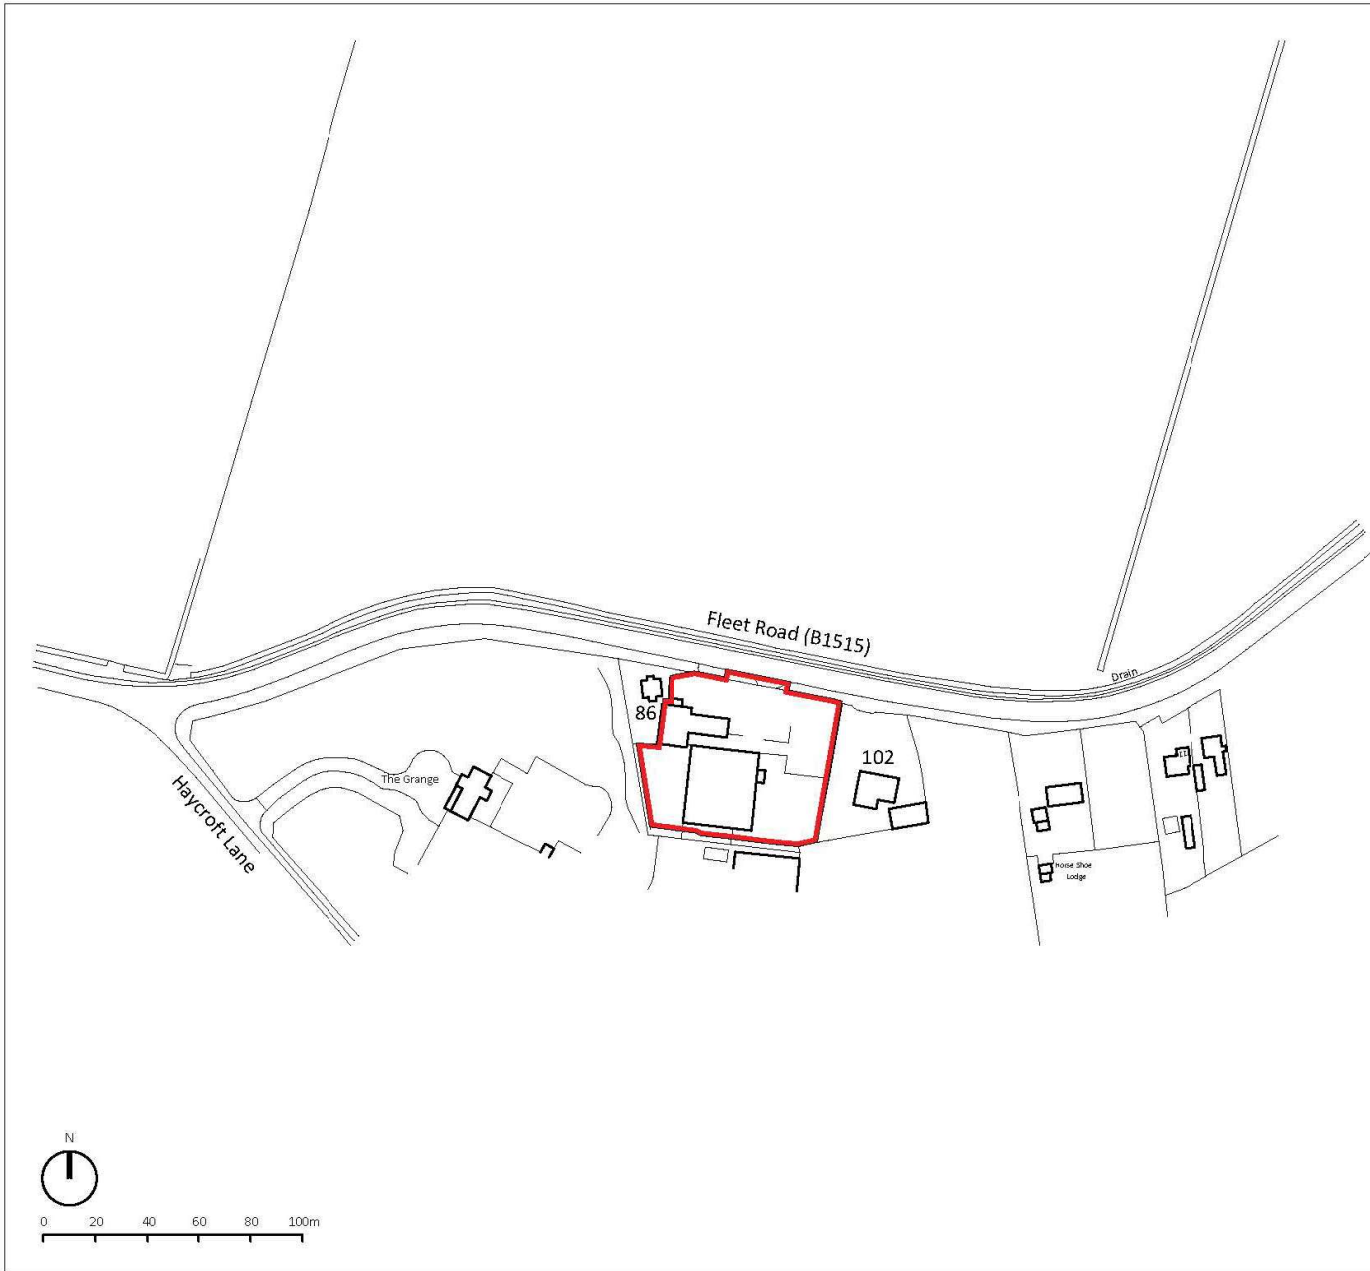 Fleet Road (B1515)
Drain
86
102
The Grange
Haycroft Lane
Horse Shoe
Lodge
N
0 20 40 60 80 100m